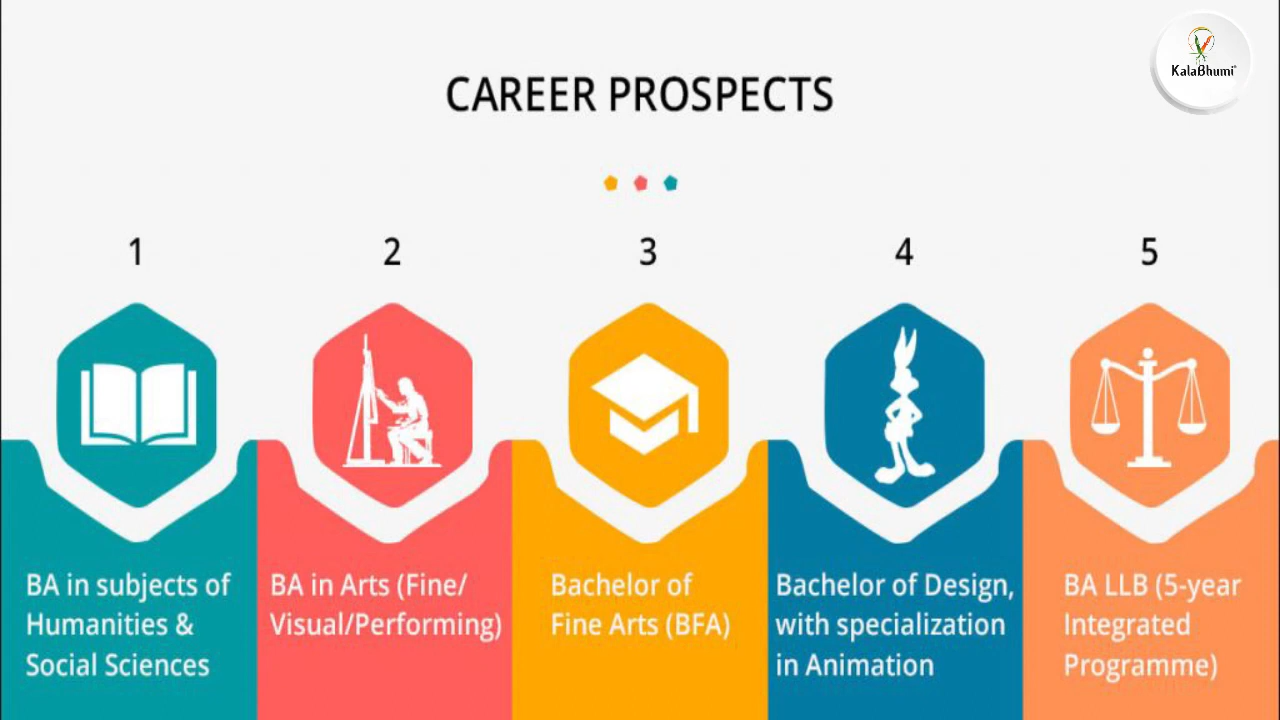 KalaBhumi
CAREER PROSPECTS
1
2
3
4
5
BA in subjects of
Humanities &
Social Sciences
BA in Arts (Fine/
Visual/Performing)
Bachelor of
Fine Arts (BFA)
Bachelor of Design,
with specialization
in Animation
BA LLB (5-year
Integrated
Programme)